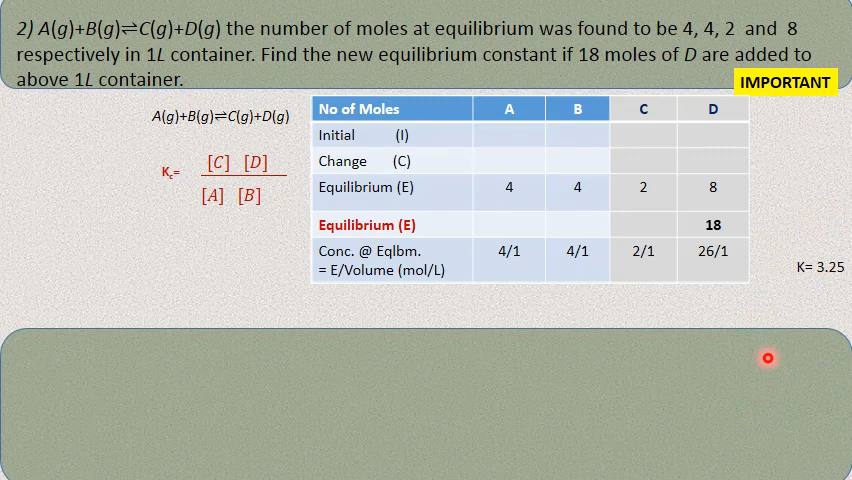 2) A(g)+B(g)⇌C(g)+D(g) the number of moles at equilibrium was found to be 4, 4, 2 and 8
respectively in 1L container. Find the new equilibrium constant if 18 moles of D are added to
above 1L container.
IMPORTANT
A(g)+B(g)⇌C(g)+D(g)
Kc= [C] [D]
[A] [B]
No of Moles A B C D
Initial (I)
Change (C)
Equilibrium (E) 4 4 2 8
Equilibrium (E) 18
Conc. @ Eqlbm. 4/1 4/1 2/1 26/1
= E/Volume (mol/L)
K= 3.25